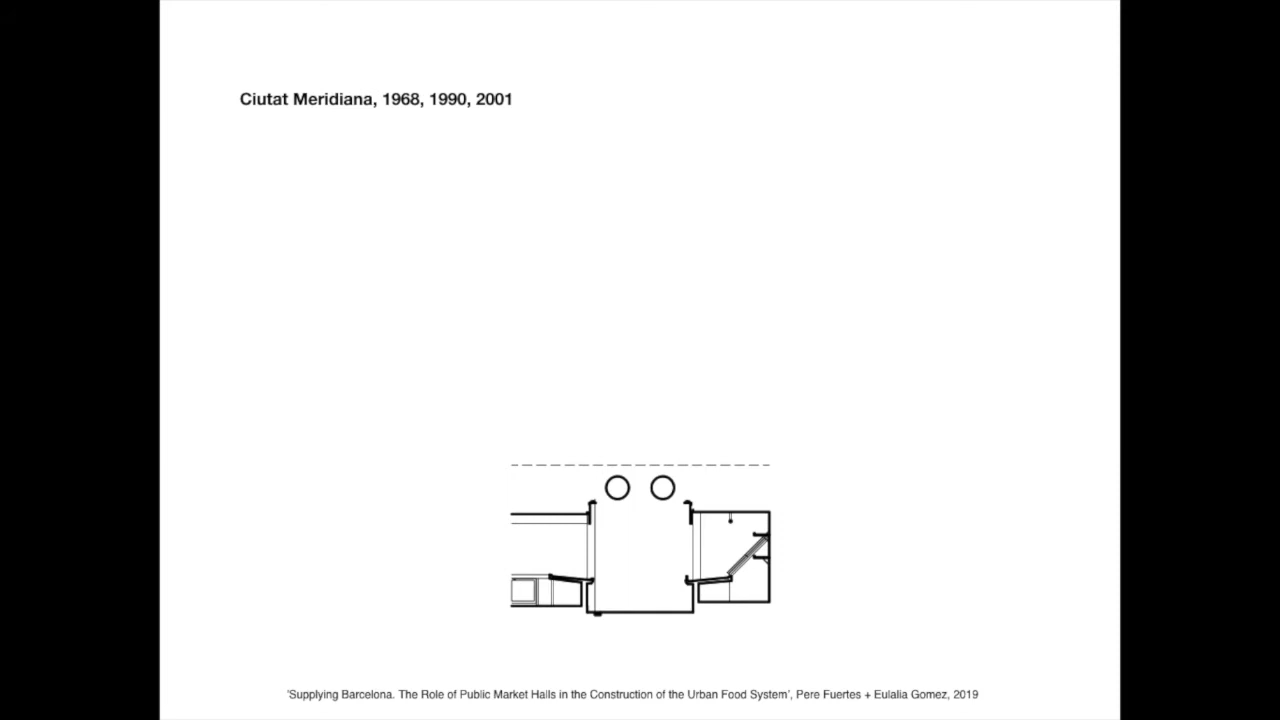 Ciutat Meridiana, 1968, 1990, 2001
'Supplying Barcelona. The Role of Public Market Halls in the Construction of the Urban Food System', Pere Fuertes + Eulalia Gomez, 2019